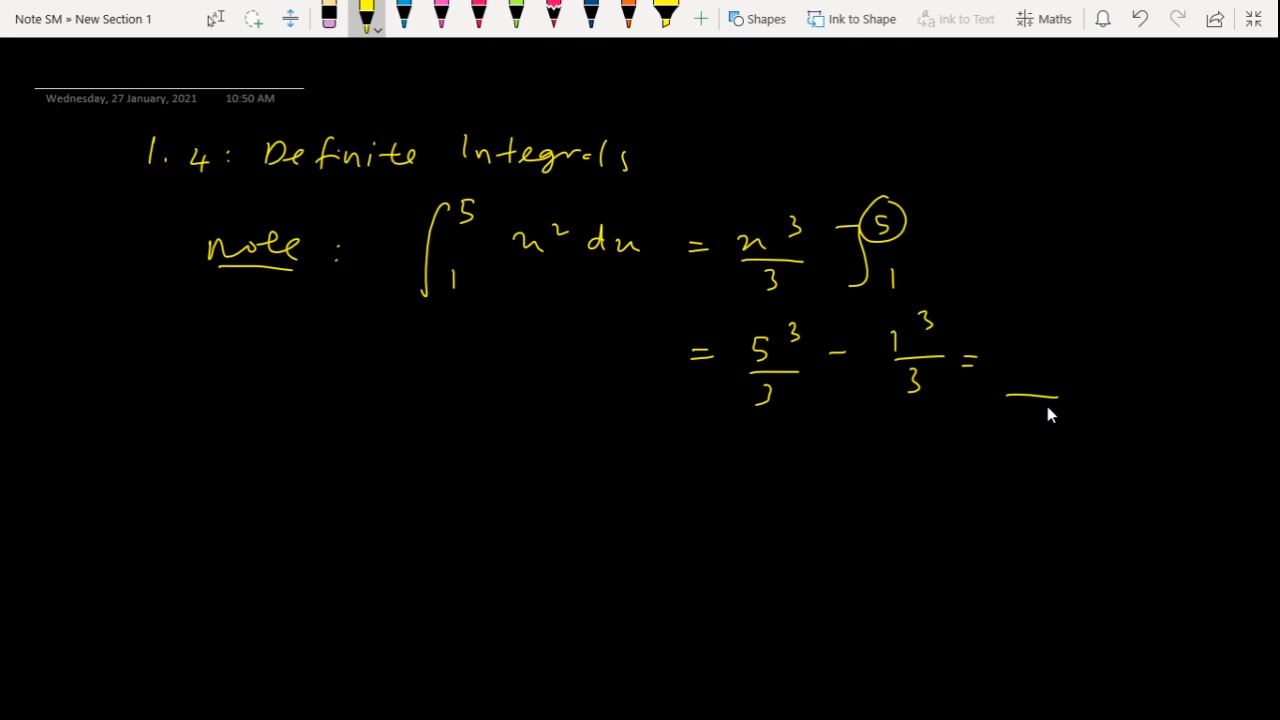 Note SM » New Section 1
Shapes Ink to Shape Ink to Text Maths
Wednesday, 27 January, 2021 10:50 AM
1.4: Definite Integrals
Note: ∫₁⁵ x² dx = x³/3 ]₁⁵
= 5³/3 - 1³/3 =